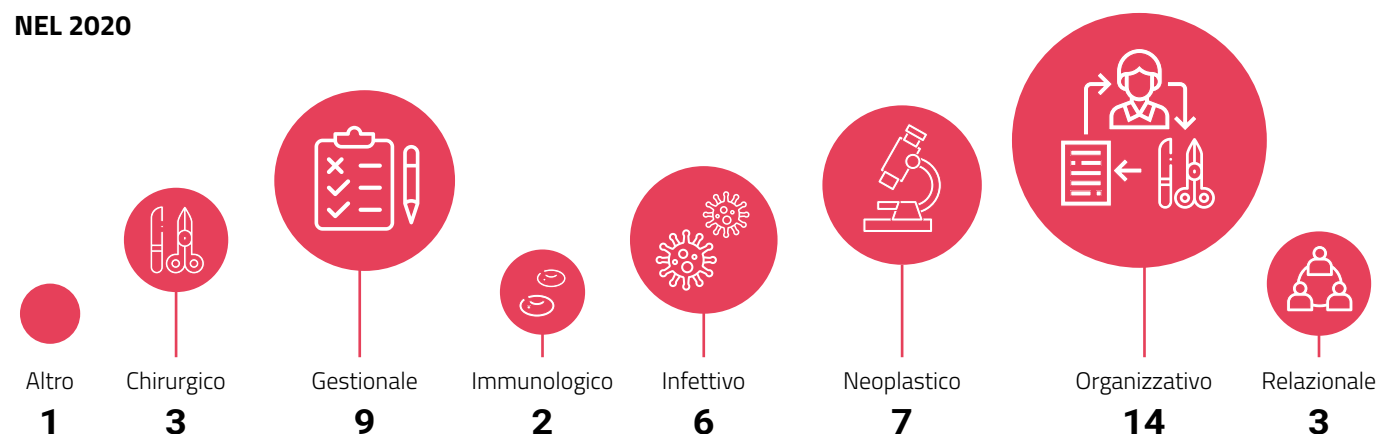 NEL 2020
Altro
1
Chirurgico
3
Gestionale
9
Immunologico
2
Infettivo
6
Neoplastico
7
Organizzativo
14
Relazionale
3